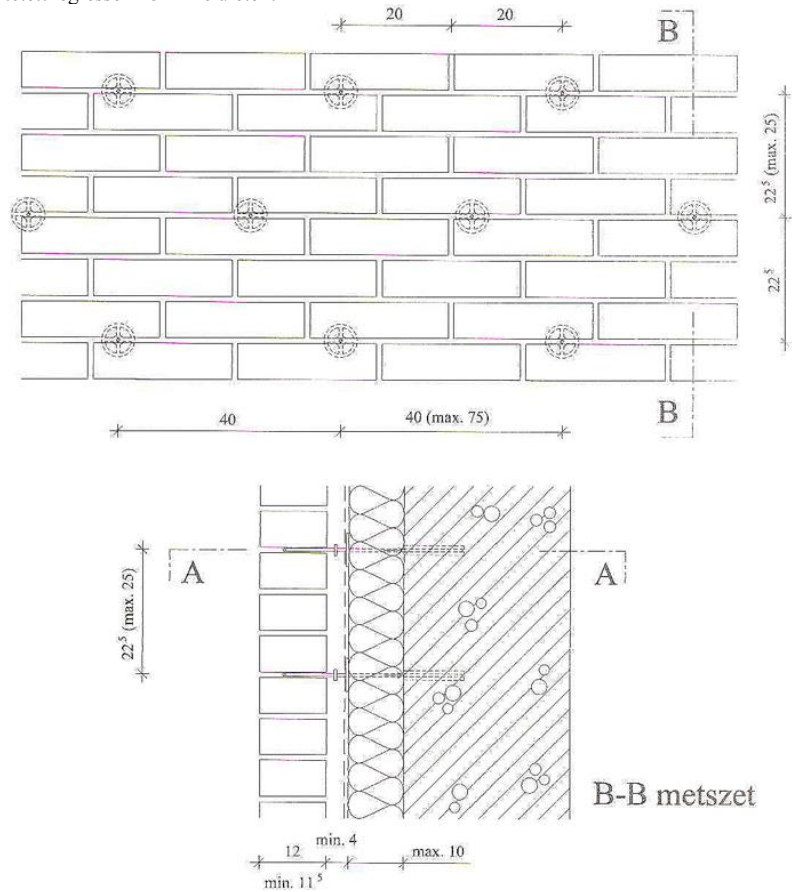 20 20
B
22⁵ (max. 25)
22⁵
B
40 40 (max. 75)
A A
22⁵ (max. 25)
B-B metszet
min. 4
12 max. 10
min. 11⁵